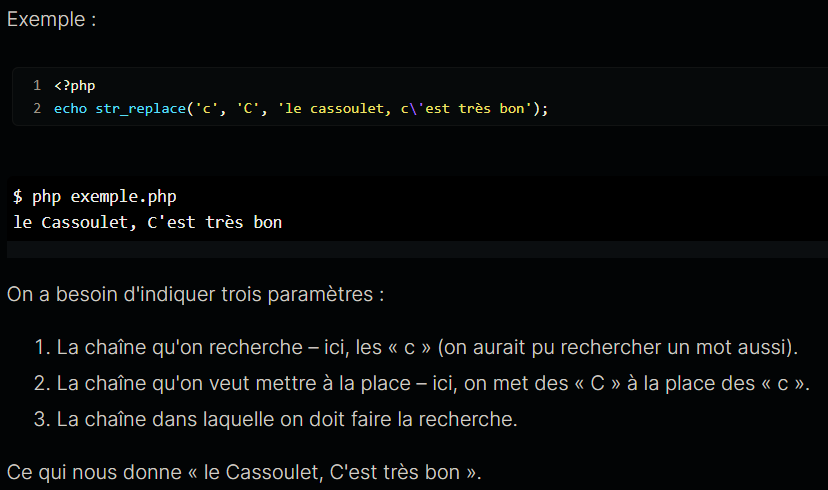 Exemple :
1 <?php
2 echo str_replace('c', 'C', 'le cassoulet, c\'est très bon');
$ php exemple.php
le Cassoulet, C'est très bon
On a besoin d'indiquer trois paramètres :
1. La chaîne qu'on recherche – ici, les « c » (on aurait pu rechercher un mot aussi).
2. La chaîne qu'on veut mettre à la place – ici, on met des « C » à la place des « c ».
3. La chaîne dans laquelle on doit faire la recherche.
Ce qui nous donne « le Cassoulet, C'est très bon ».